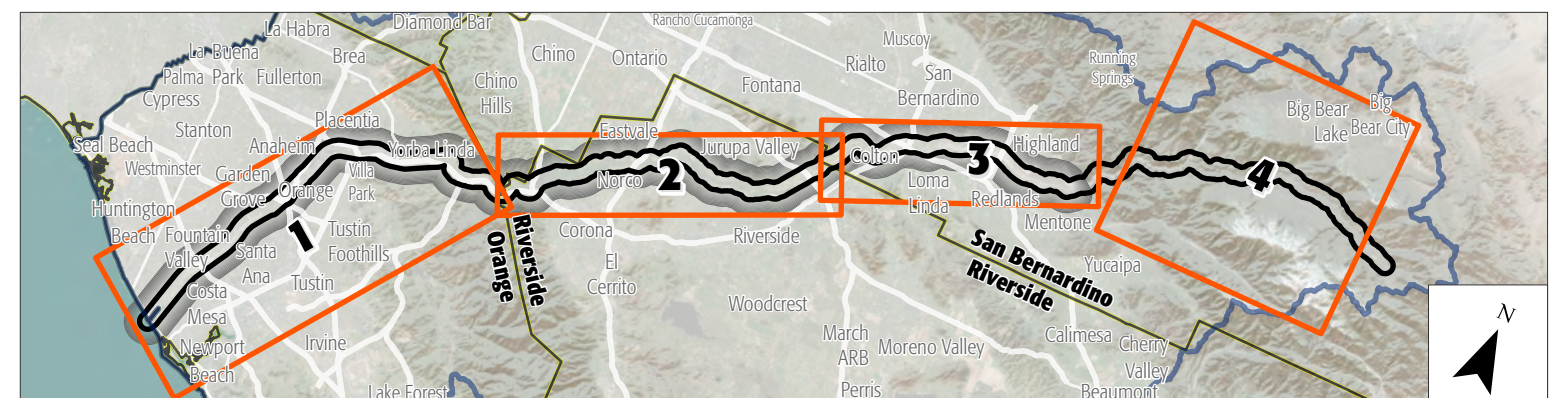 La Habra
Diamond Bar
Rancho Cucamonga
La Buena
Palma Park Fullerton
Brea
Cypress
Chino
Ontario
Chino
Hills
Muscoy
Rialto
San
Bernardino
Fontana
Running
Springs
Big Bear
Lake
Big
Bear City
Stanton
Placentia
Seal Beach
Anaheim
Yorba Linda
Eastvale
Jurupa Valley
Colton
Highland
Westminster
Garden
Grove
Orange
Villa
Park
Norco
2
3
4
Loma
Linda
Redlands
Mentone
Huntington
Beach
Fountain
Valley
Santa
Ana
1
Tustin
Foothills
Tustin
Riverside
Orange
Corona
Riverside
El
Cerrito
San Bernardino
Riverside
Yucaipa
Costa
Mesa
Newport
Beach
Irvine
Lake Forest
Woodcrest
March
ARB
Moreno Valley
Perris
Calimesa
Cherry
Valley
Beaumont
N